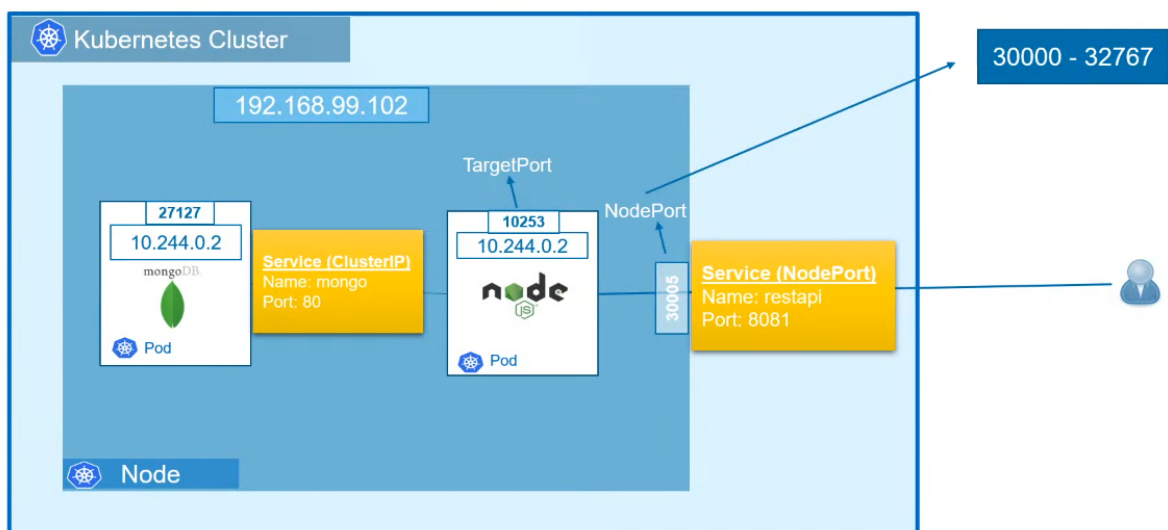 Kubernetes Cluster
30000 - 32767
192.168.99.102
TargetPort
NodePort
27127
10.244.0.2
mongoDB.
Pod
Service (ClusterIP)
Name: mongo
Port: 80
10253
10.244.0.2
node
JS
Pod
30005
Service (NodePort)
Name: restapi
Port: 8081
Node